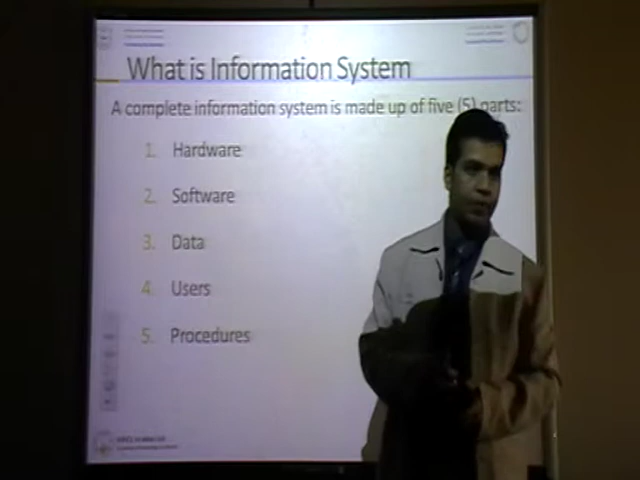 What is Information System
A complete information system is made up of five (5) parts:
1. Hardware
2. Software
3. Data
4. Users
5. Procedures